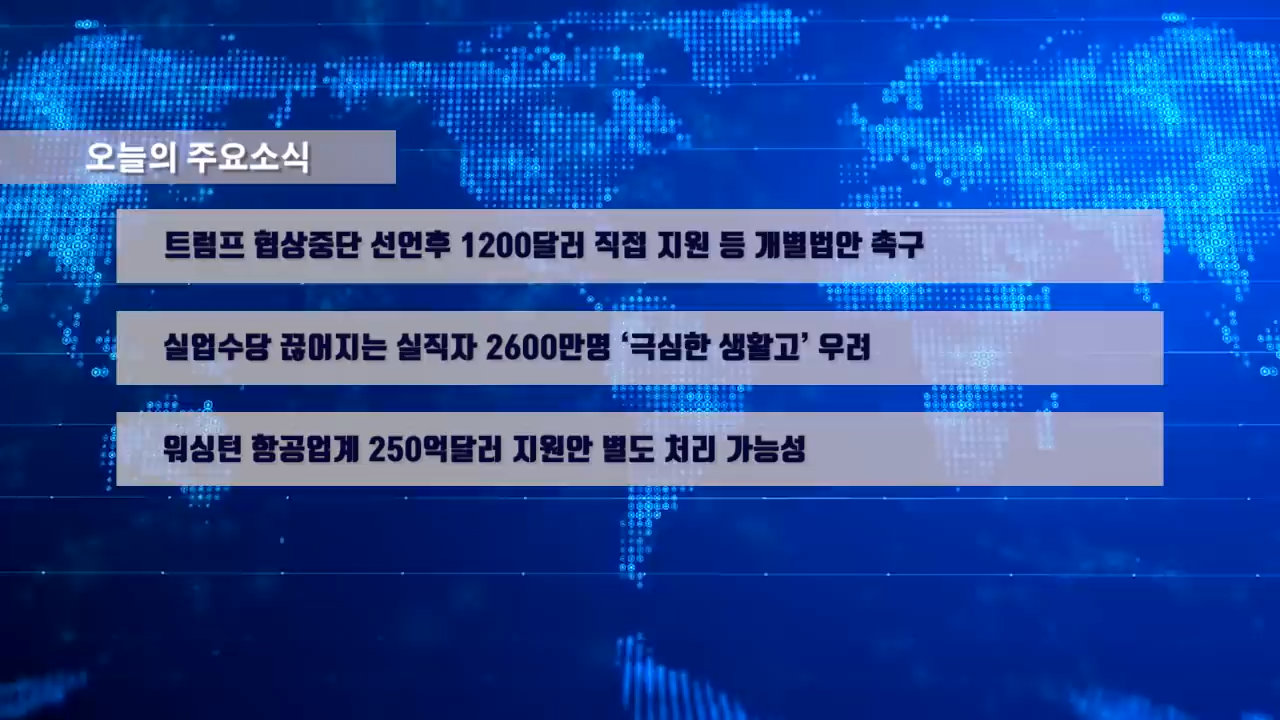 오늘의 주요소식
트럼프 협상중단 선언후 1200달러 직접 지원 등 개별법안 촉구
실업수당 끊어지는 실직자 2600만명 ‘극심한 생활고’ 우려
워싱턴 항공업계 250억달러 지원안 별도 처리 가능성